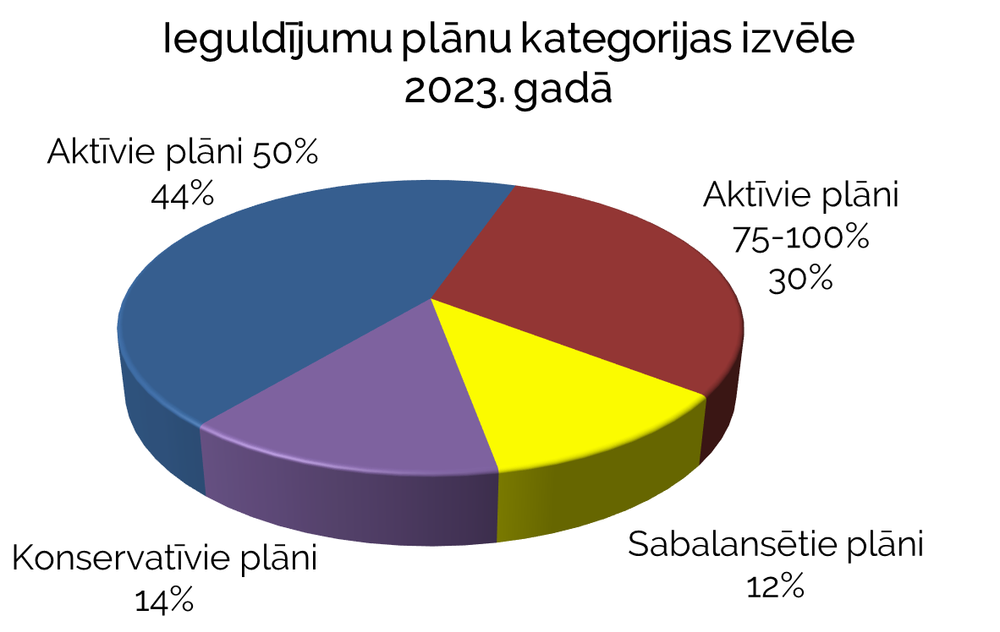 Ieguldījumu plānu kategorijas izvēle
2023. gadā
Aktīvie plāni 50%
44%
Aktīvie plāni
75-100%
30%
Sabalansētie plāni
12%
Konservatīvie plāni
14%